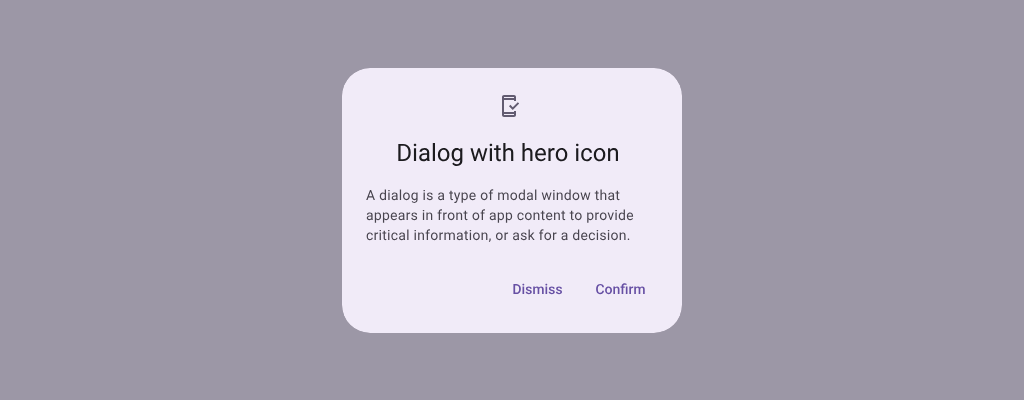 Dialog with hero icon
A dialog is a type of modal window that
appears in front of app content to provide
critical information, or ask for a decision.
Dismiss Confirm